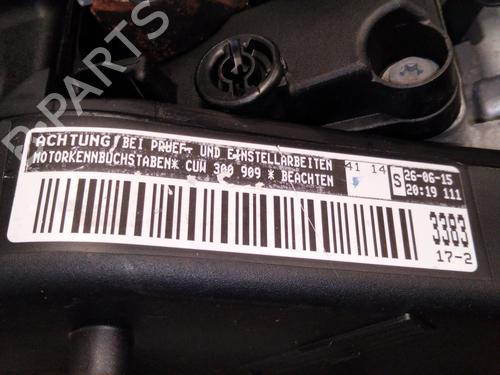 B-PARTS
ACHTUNG/BEI PRUEF- UND EINSTELLARBEITEN
MOTORKENNBUCHSTABEN* CUW 300 909 * BEACHTEN
41 14
S
26-06-15
20:19 111
3383
17-2